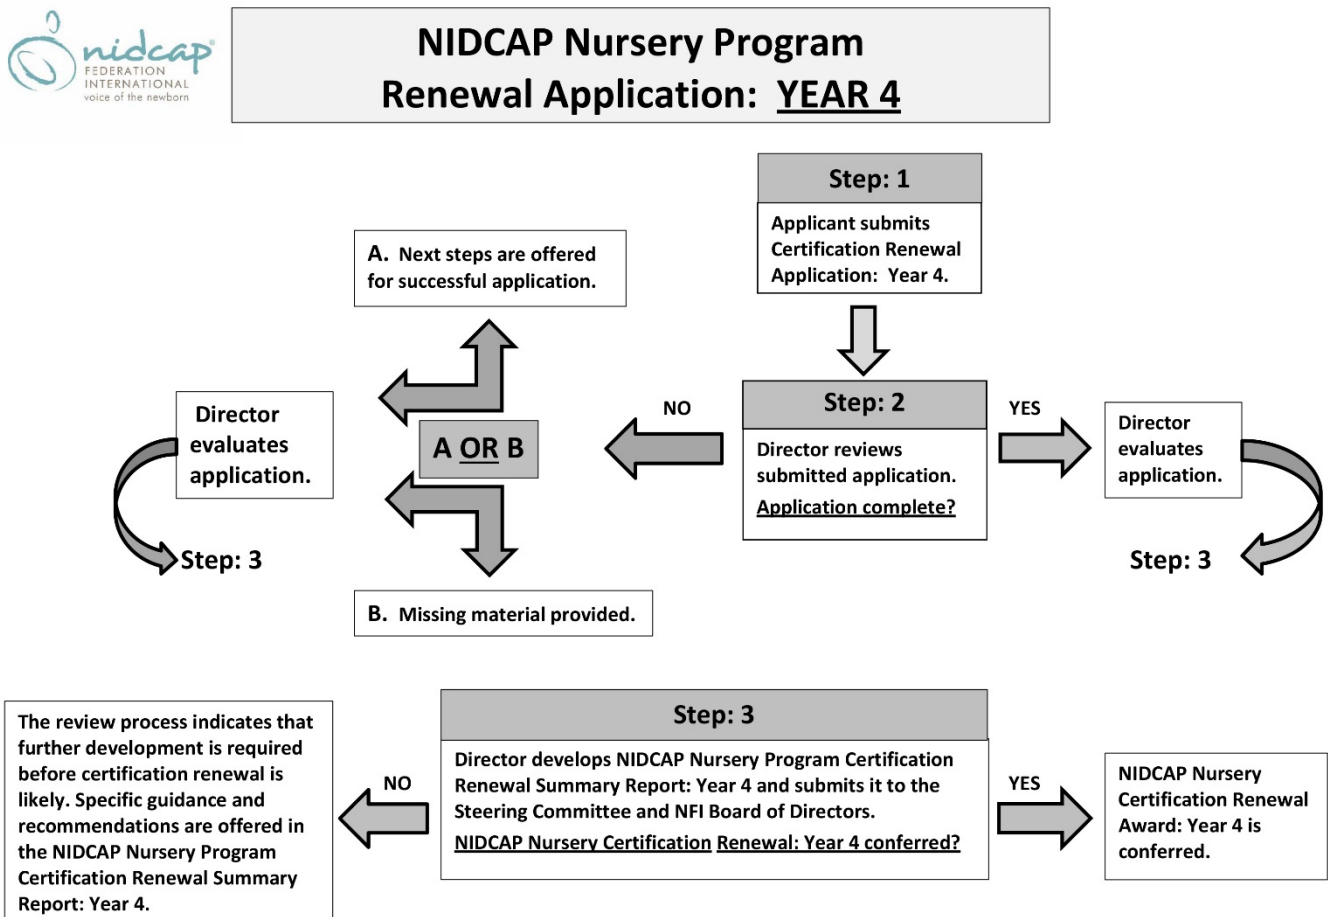 nidcap®
FEDERATION
INTERNATIONAL
voice of the newborn
NIDCAP Nursery Program
Renewal Application: YEAR 4
Step: 1
Applicant submits
Certification Renewal
Application: Year 4.
A. Next steps are offered
for successful application.
Step: 2
Director reviews
submitted application.
Application complete?
NO
YES
A OR B
Director
evaluates
application.
Step: 3
Director
evaluates
application.
Step: 3
B. Missing material provided.
Step: 3
Director develops NIDCAP Nursery Program Certification
Renewal Summary Report: Year 4 and submits it to the
Steering Committee and NFI Board of Directors.
NIDCAP Nursery Certification Renewal: Year 4 conferred?
NO
YES
The review process indicates that
further development is required
before certification renewal is
likely. Specific guidance and
recommendations are offered in
the NIDCAP Nursery Program
Certification Renewal Summary
Report: Year 4.
NIDCAP Nursery
Certification Renewal
Award: Year 4 is
conferred.